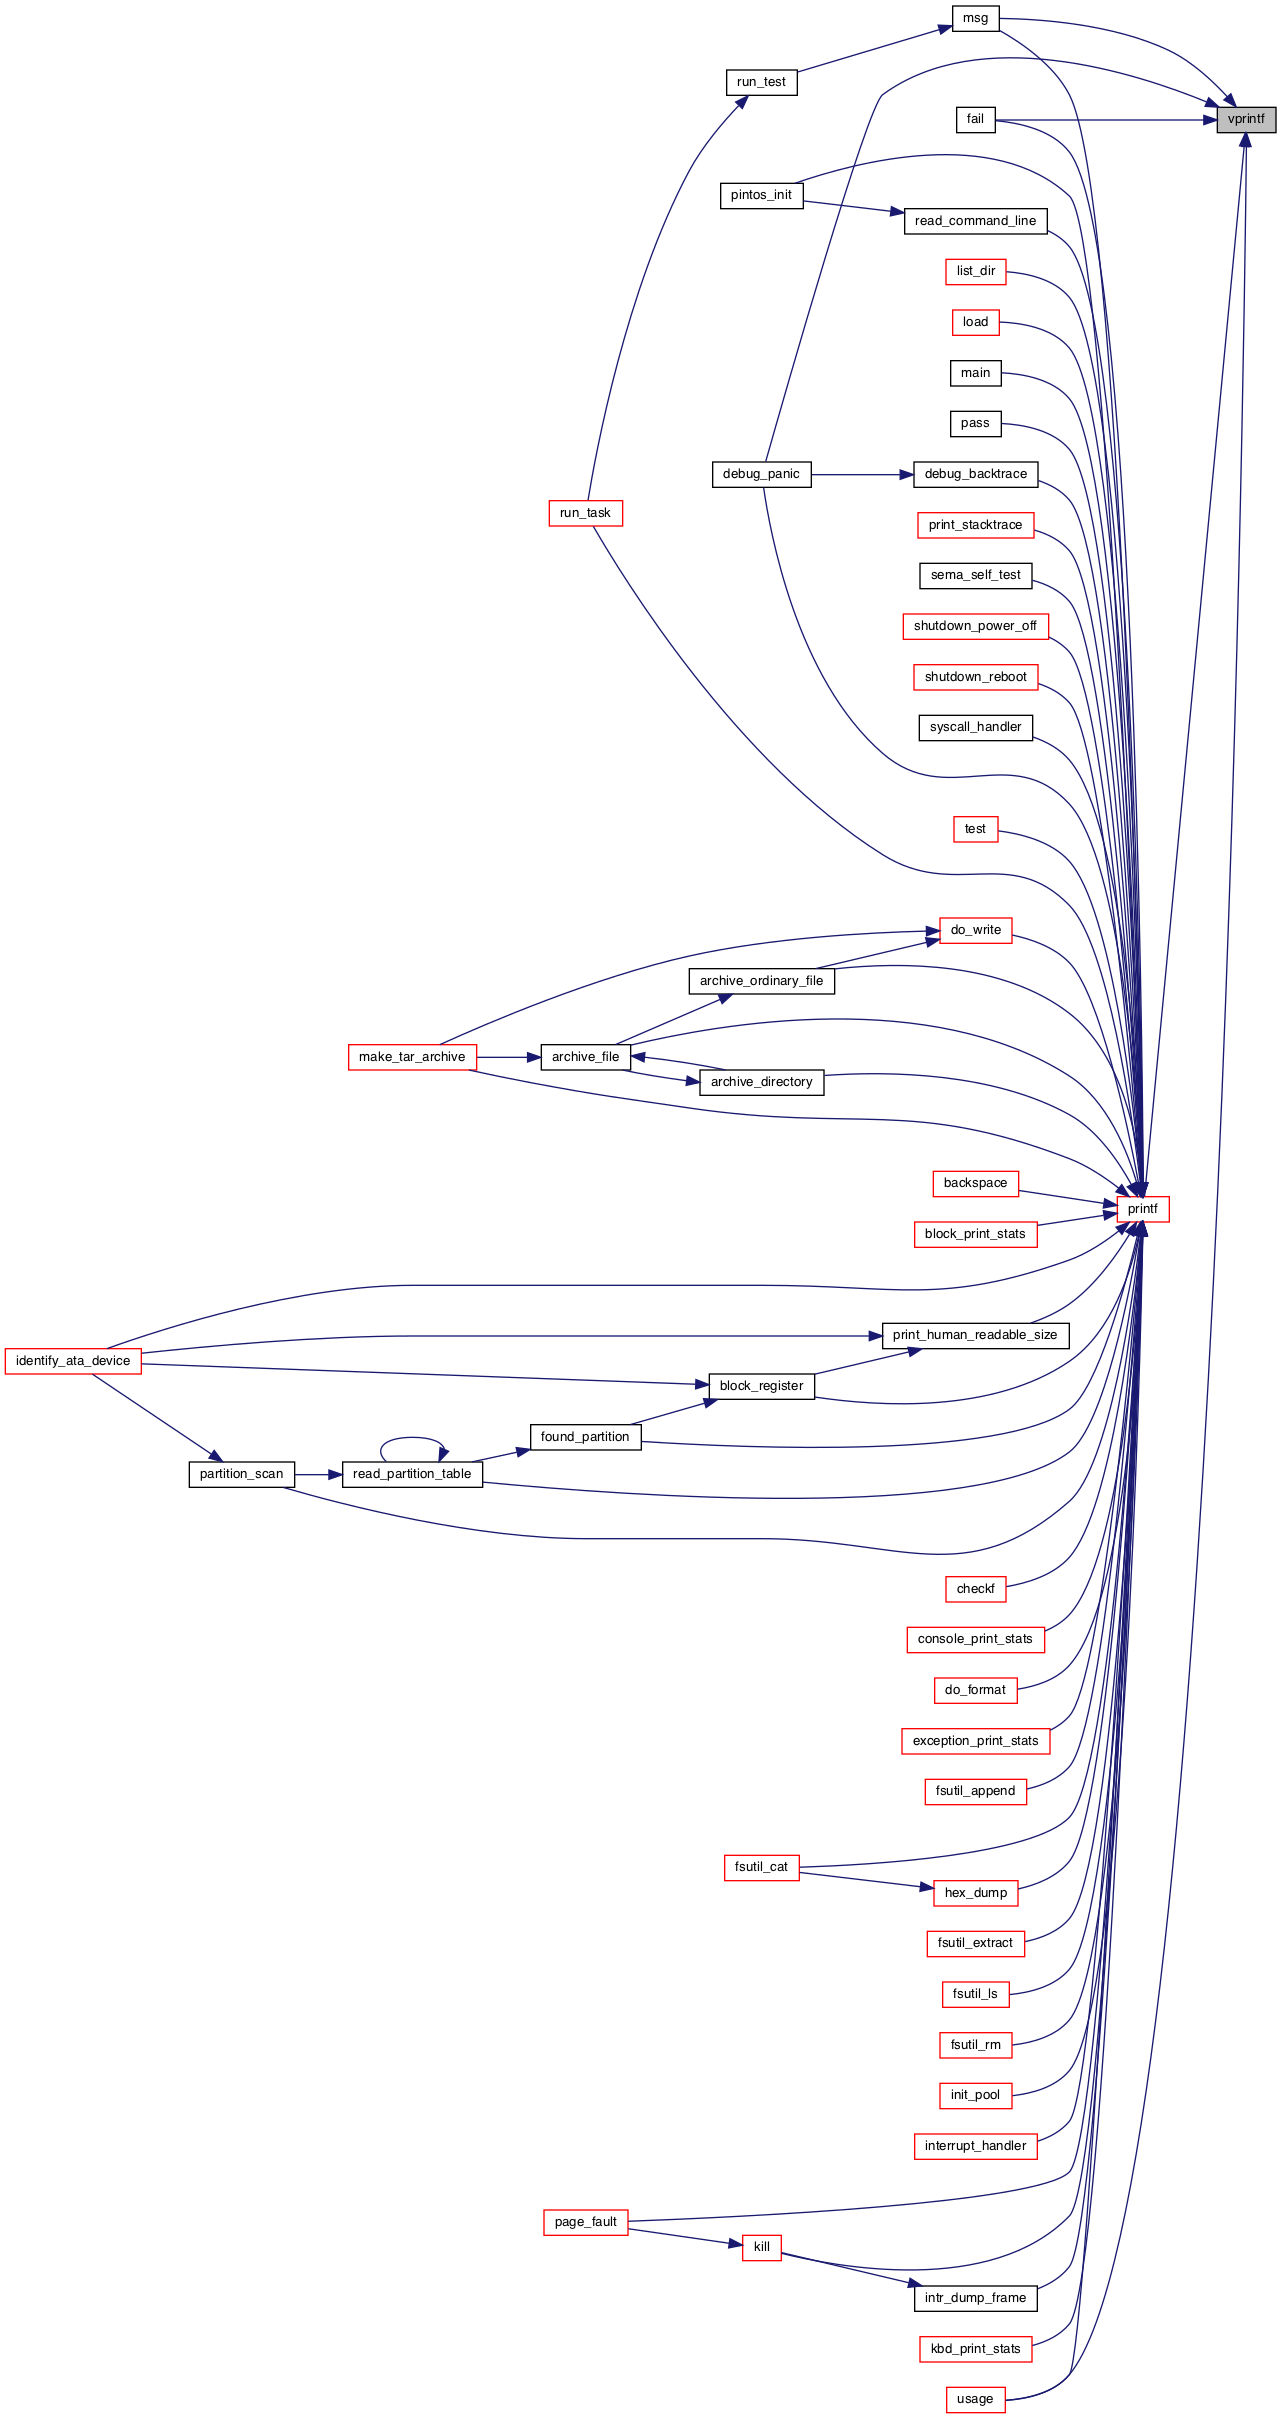 msg
run_test
vprintf
fail
pintos_init
read_command_line
list_dir
load
main
pass
debug_panic
debug_backtrace
run_task
print_stacktrace
sema_self_test
shutdown_power_off
shutdown_reboot
syscall_handler
test
do_write
archive_ordinary_file
make_tar_archive
archive_file
archive_directory
backspace
printf
block_print_stats
print_human_readable_size
identify_ata_device
block_register
found_partition
partition_scan
read_partition_table
checkf
console_print_stats
do_format
exception_print_stats
fsutil_append
fsutil_cat
hex_dump
fsutil_extract
fsutil_ls
fsutil_rm
init_pool
interrupt_handler
page_fault
kill
intr_dump_frame
kbd_print_stats
usage